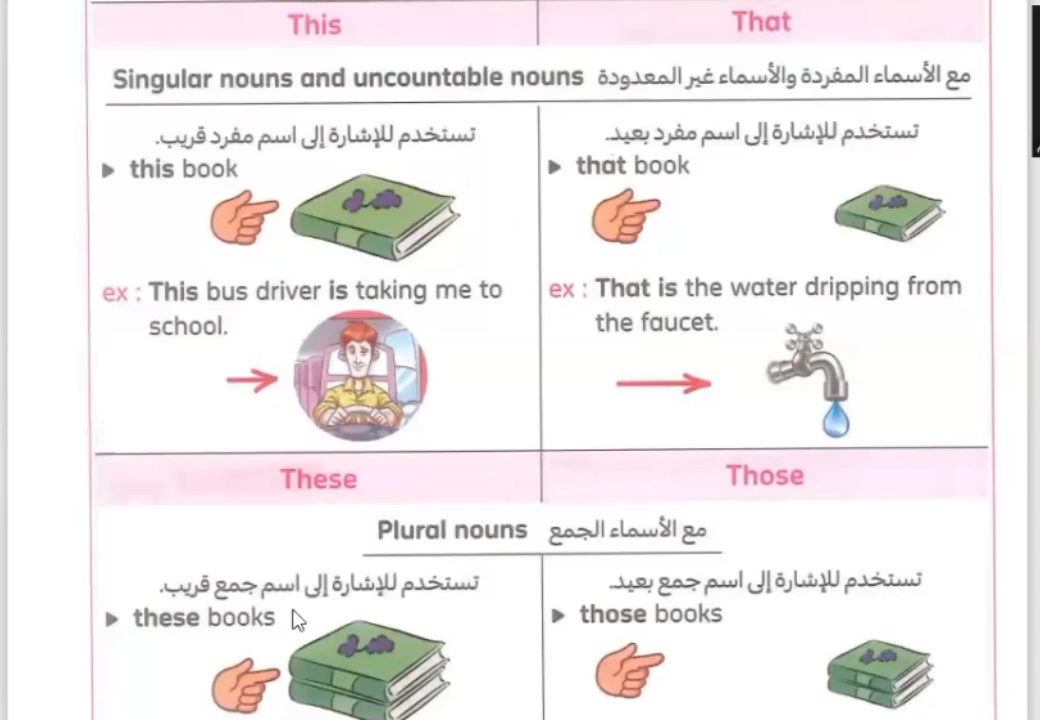 This
That
Singular nouns and uncountable nouns مع الأسماء المفردة والأسماء غير المعدودة
تستخدم للإشارة إلى اسم مفرد قريب.
this book
ex : This bus driver is taking me to
school.
تستخدم للإشارة إلى اسم مفرد بعيد.
that book
ex : That is the water dripping from
the faucet.
These
Those
Plural nouns مع الأسماء الجمع
تستخدم للإشارة إلى اسم جمع قريب.
these books
تستخدم للإشارة إلى اسم جمع بعيد.
those books